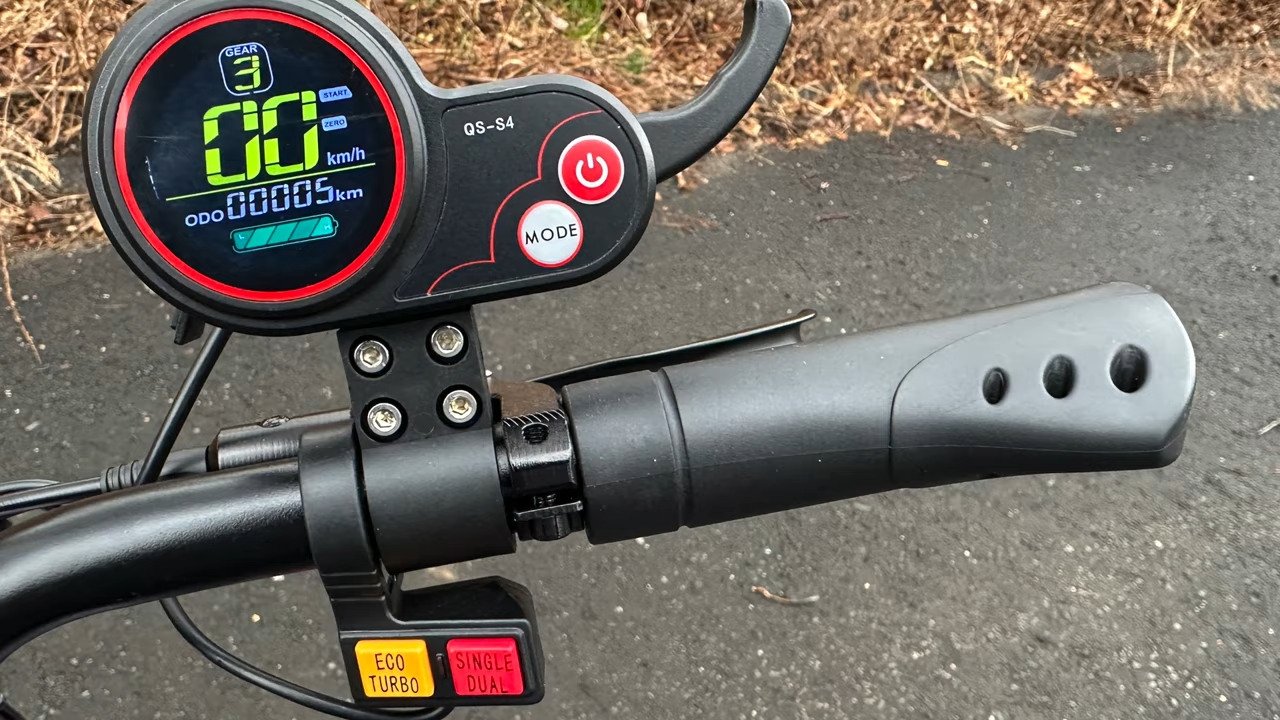 GEAR
3
START
00
ZERO
km/h
ODO 00005 km
L H
QS-S4
MODE
ECO
TURBO
SINGLE
DUAL